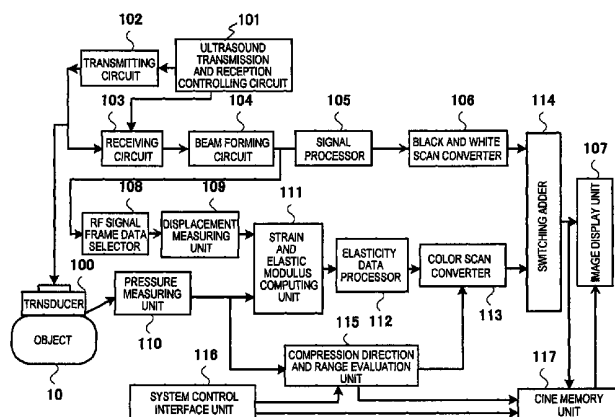 102
101
TRANSMITTING
CIRCUIT
ULTRASOUND
TRANSMISSION
AND RECEPTION
CONTROLLING CIRCUIT
103
104
105
106
114
107
RECEIVING
CIRCUIT
BEAM FORMING
CIRCUIT
SIGNAL
PROCESSOR
BLACK AND WHITE
SCAN CONVERTER
SWITCHING ADDER
IMAGE DISPLAY UNIT
108
109
111
RF SIGNAL
FRAME DATA
SELECTOR
DISPLACEMENT
MEASURING
UNIT
STRAIN
AND
ELASTIC
MODULUS
COMPUTING
UNIT
ELASTICITY
DATA
PROCESSOR
COLOR SCAN
CONVERTER
112
113
100
TRNSDUCER
OBJECT
10
PRESSURE
MEASURING
UNIT
110
115
COMPRESSION DIRECTION
AND RANGE EVALUATION
UNIT
116
SYSTEM CONTROL
INTERFACE UNIT
117
CINE MEMORY
UNIT